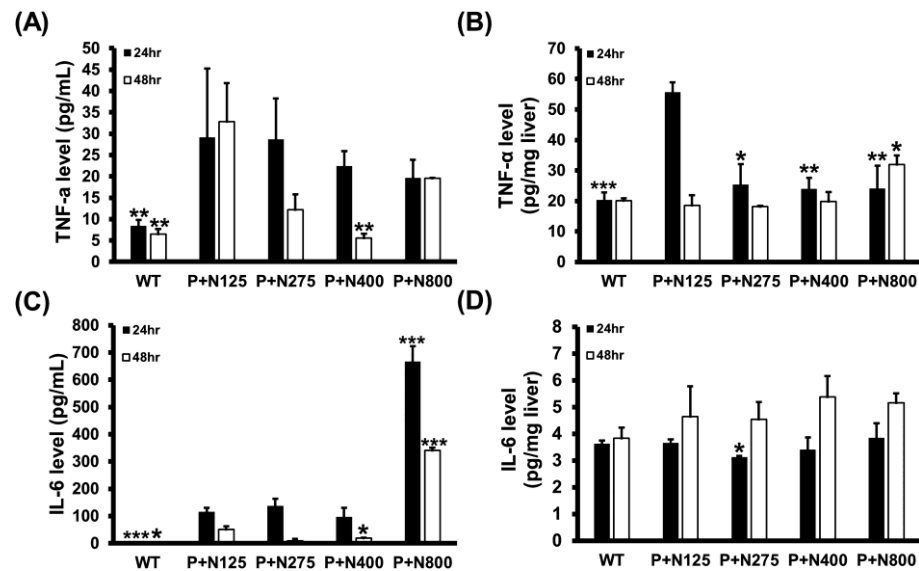 (A)
TNF-a level (pg/mL)
50
45
40
35
30
25
20
15
10
5
0
24hr
48hr
**
**
**
WT
P+N125
P+N275
P+N400
P+N800
(B)
TNF-α level
(pg/mg liver)
70
60
50
40
30
20
10
0
24hr
48hr
***
*
**
**
*
WT
P+N125
P+N275
P+N400
P+N800
(C)
IL-6 level (pg/mL)
800
700
600
500
400
300
200
100
0
24hr
48hr
***
*
*
***
***
WT
P+N125
P+N275
P+N400
P+N800
(D)
IL-6 level
(pg/mg liver)
8
7
6
5
4
3
2
1
0
24hr
48hr
*
WT
P+N125
P+N275
P+N400
P+N800